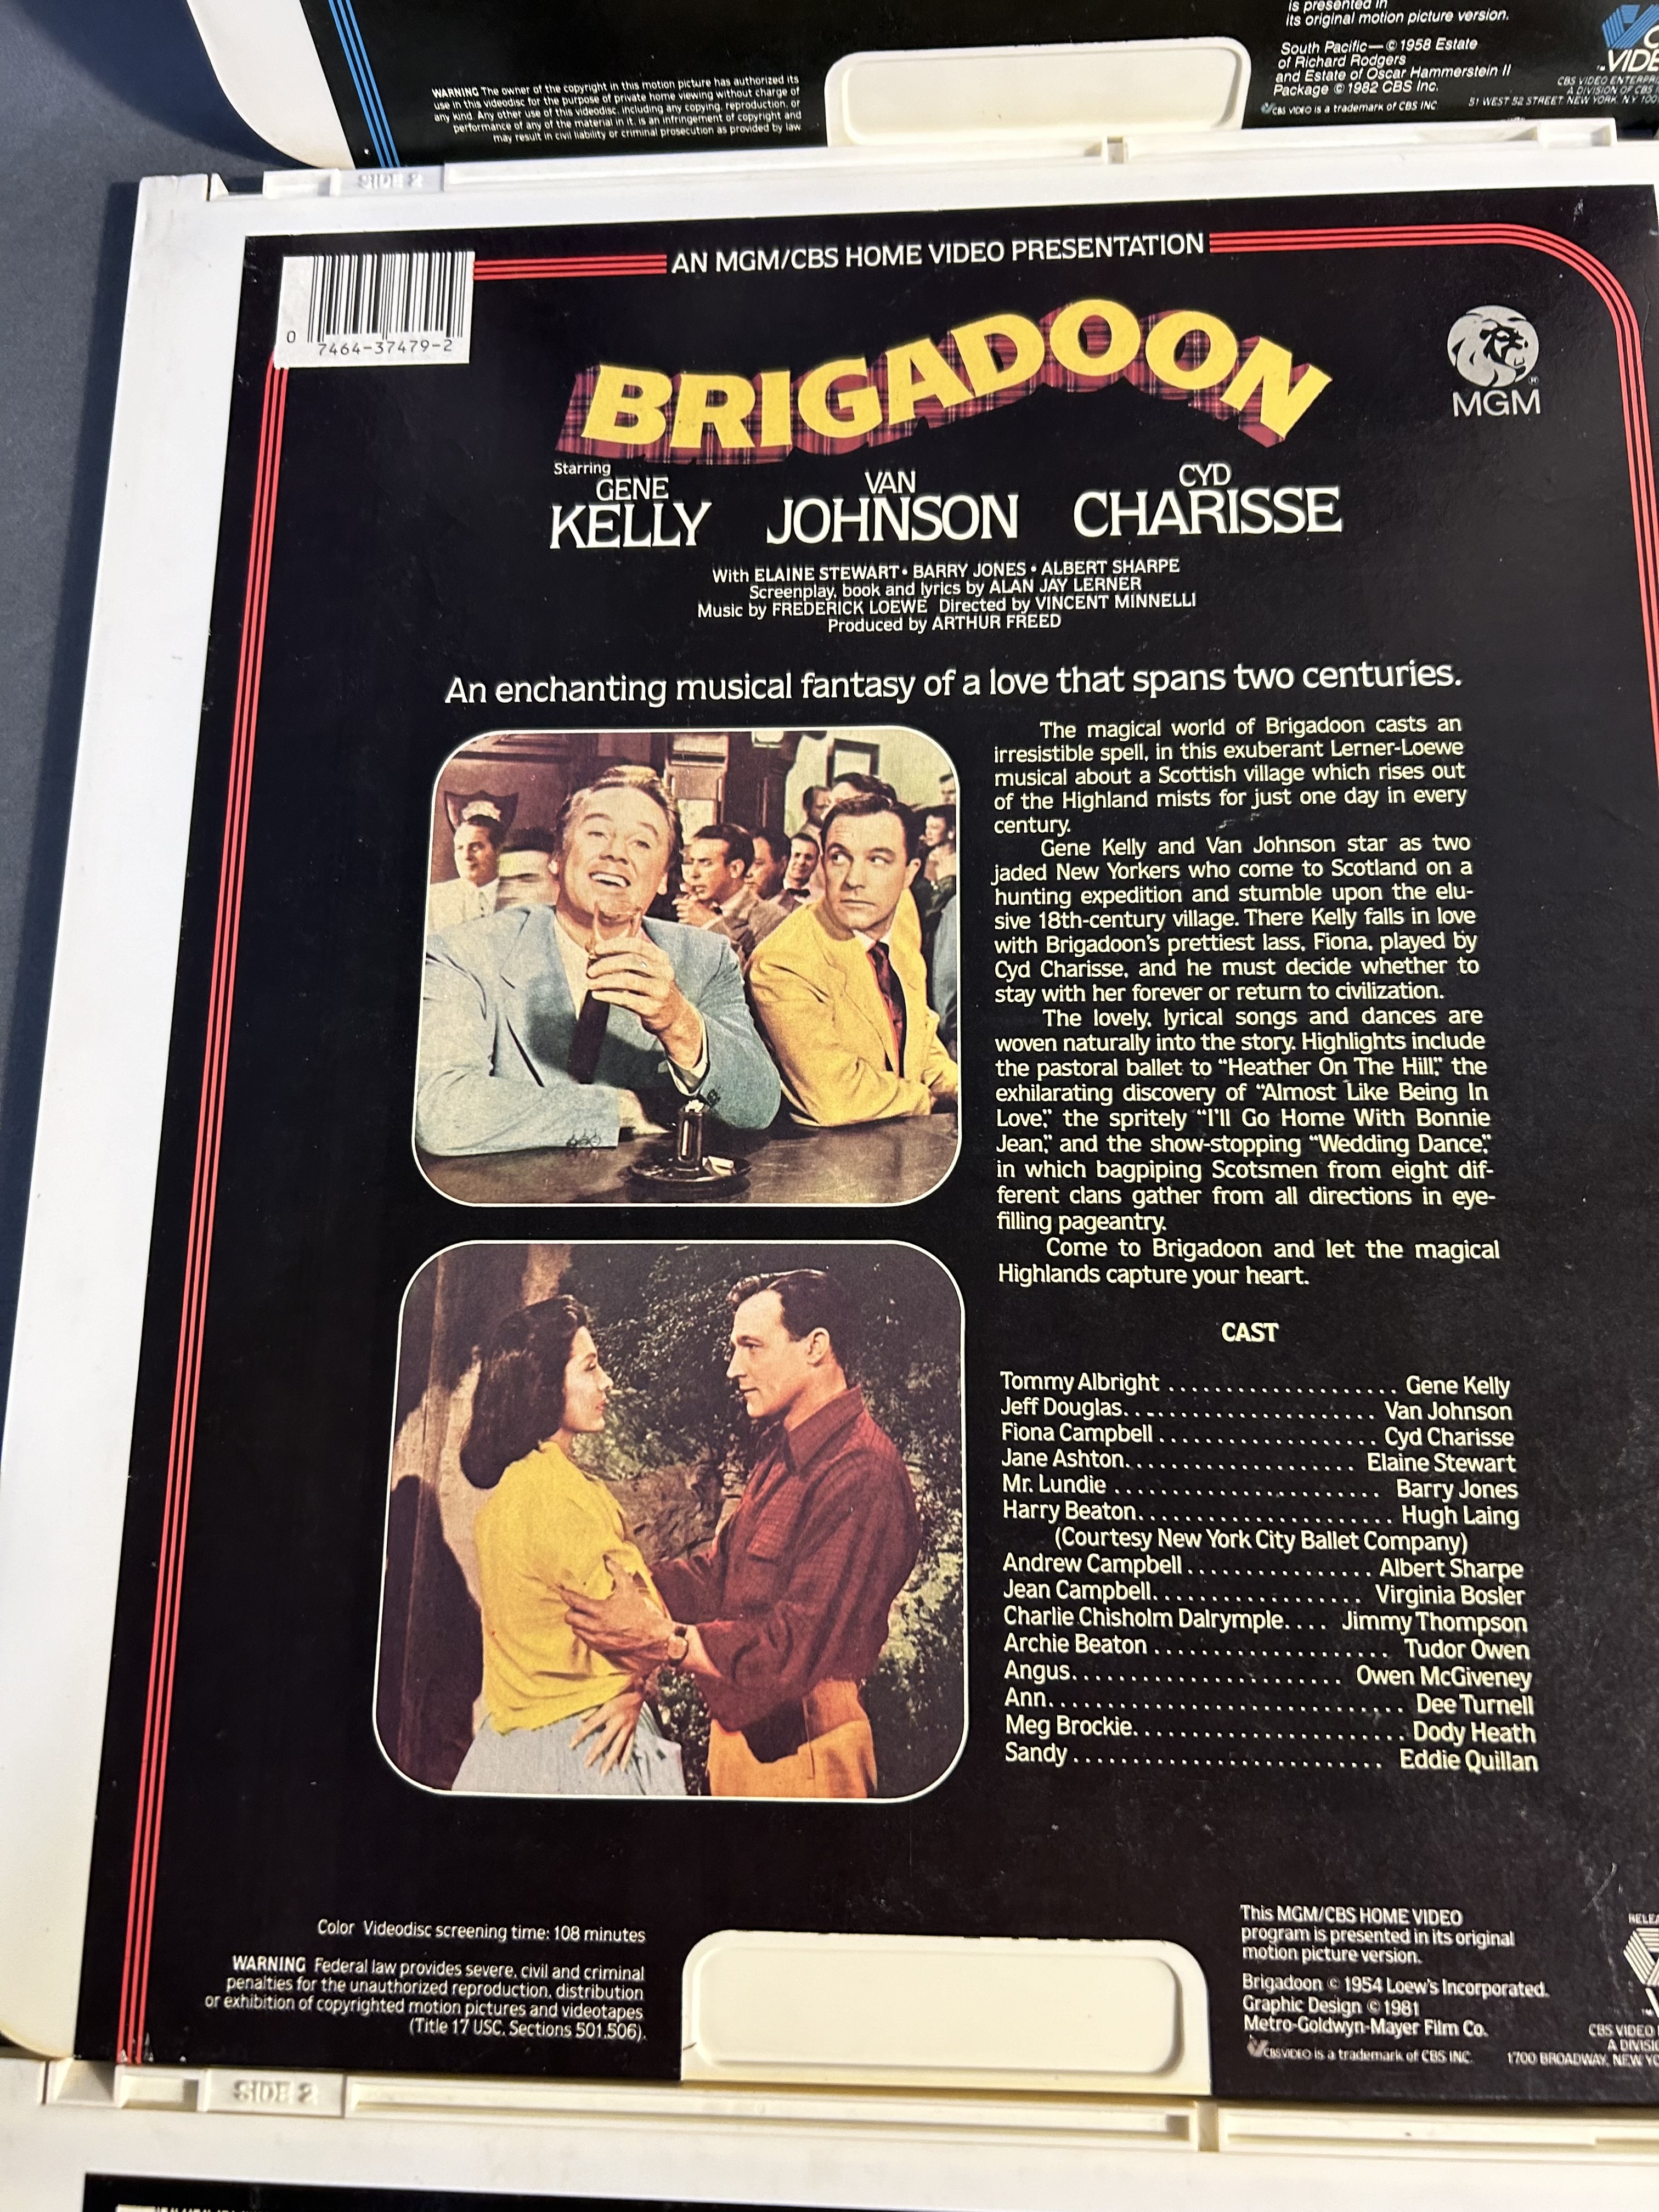 is presented in
its original motion picture version.
South Pacific—©1958 Estate
of Richard Rodgers
and Estate of Oscar Hammerstein II
Package ©1982 CBS Inc.
CBS VIDEO is a trademark of CBS INC
51 WEST 52 STREET, NEW YORK, N.Y.
WARNING The owner of the copyright in this motion picture has authorized its
use in this videodisc for the purpose of private home viewing without charge of
any kind. Any other use of this videodisc, including any copying, reproduction, or
performance of any of the material in it, is an infringement of copyright and
may result in civil liability or criminal prosecution as provided by law
SIDE 2
AN MGM/CBS HOME VIDEO PRESENTATION
0 7464-37479-2
BRIGADOON
MGM
Starring
GENE KELLY
VAN JOHNSON
CYD CHARISSE
With ELAINE STEWART • BARRY JONES • ALBERT SHARPE
Screenplay, book and lyrics by ALAN JAY LERNER
Music by FREDERICK LOEWE Directed by VINCENT MINNELLI
Produced by ARTHUR FREED
An enchanting musical fantasy of a love that spans two centuries.
The magical world of Brigadoon casts an
irresistible spell, in this exuberant Lerner-Loewe
musical about a Scottish village which rises out
of the Highland mists for just one day in every
century.
Gene Kelly and Van Johnson star as two
jaded New Yorkers who come to Scotland on a
hunting expedition and stumble upon the elu-
sive 18th-century village. There Kelly falls in love
with Brigadoon's prettiest lass, Fiona, played by
Cyd Charisse, and he must decide whether to
stay with her forever or return to civilization.
The lovely, lyrical songs and dances are
woven naturally into the story. Highlights include
the pastoral ballet to "Heather On The Hill," the
exhilarating discovery of "Almost Like Being In
Love," the spritely "I'll Go Home With Bonnie
Jean," and the show-stopping "Wedding Dance,"
in which bagpiping Scotsmen from eight dif-
ferent clans gather from all directions in eye-
filling pageantry.
Come to Brigadoon and let the magical
Highlands capture your heart.
CAST
Tommy Albright .................... Gene Kelly
Jeff Douglas...................... Van Johnson
Fiona Campbell ................... Cyd Charisse
Jane Ashton.................... Elaine Stewart
Mr. Lundie ....................... Barry Jones
Harry Beaton...................... Hugh Laing
(Courtesy New York City Ballet Company)
Andrew Campbell ................ Albert Sharpe
Jean Campbell.................. Virginia Bosler
Charlie Chisholm Dalrymple.... Jimmy Thompson
Archie Beaton ..................... Tudor Owen
Angus........................ Owen McGiveney
Ann............................... Dee Turnell
Meg Brockie........................ Dody Heath
Sandy ........................... Eddie Quillan
Color Videodisc screening time: 108 minutes
WARNING Federal law provides severe, civil and criminal
penalties for the unauthorized reproduction, distribution
or exhibition of copyrighted motion pictures and videotapes
(Title 17 USC, Sections 501,506).
This MGM/CBS HOME VIDEO
program is presented in its original
motion picture version.
Brigadoon © 1954 Loew's Incorporated.
Graphic Design © 1981
Metro-Goldwyn-Mayer Film Co.
CBS VIDEO is a trademark of CBS INC.
CBS VIDEO
1700 BROADWAY, NEW
SIDE 2